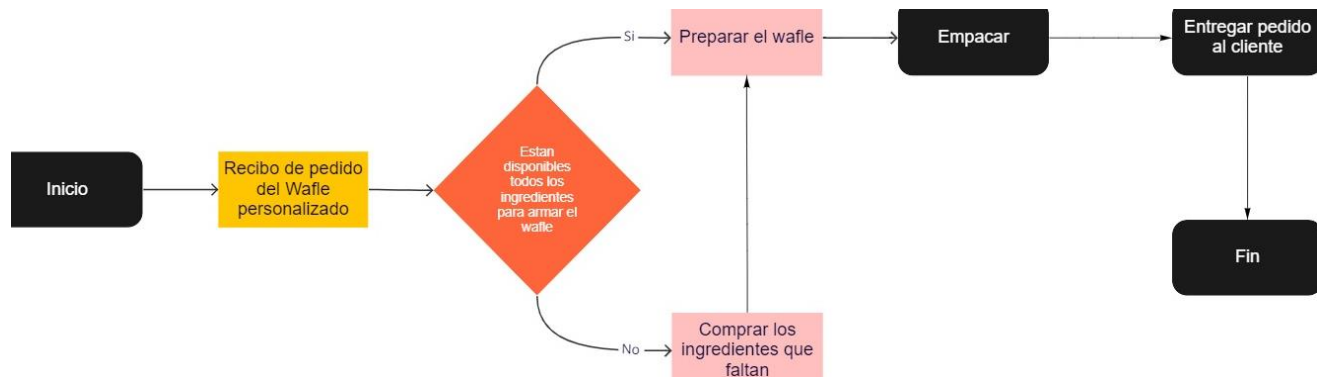 Inicio
Recibo de pedido
del Wafle
personalizado
Estan
disponibles
todos los
ingredientes
para armar el
wafle
Si
Preparar el wafle
Empacar
Entregar pedido
al cliente
Fin
No
Comprar los
ingredientes que
faltan